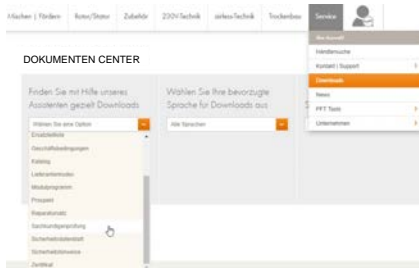 Mischen | Fördern Rotor/Stator Zubehör 230V-Technik airless-Technik Trockenbau Service
Händlersuche
Kontakt | Support
Downloads
News
PFT Tools
Unternehmen
DOKUMENTEN CENTER
Finden Sie mit Hilfe unseres
Assistenten gezielt Downloads
Wählen Sie eine Option
Ersatzteilliste
Geschäftsbedingungen
Katalog
Lieferantenkodex
Modulprogramm
Prospekt
Reparatursatz
Sachkundigenprüfung
Sicherheitsdatenblatt
Sicherheitshinweise
Zertifikat
Wählen Sie Ihre bevorzugte
Sprache für Downloads aus
Alle Sprachen